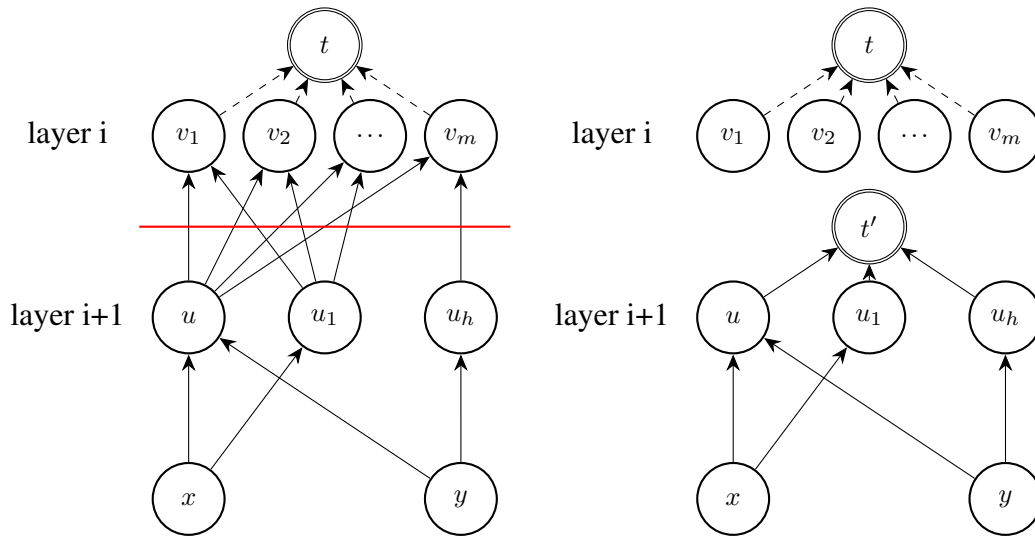 t t
layer i v₁ v₂ ⋯ vₘ layer i v₁ v₂ ⋯ vₘ
t′
layer i+1 u u₁ uₕ layer i+1 u u₁ uₕ
x y x y